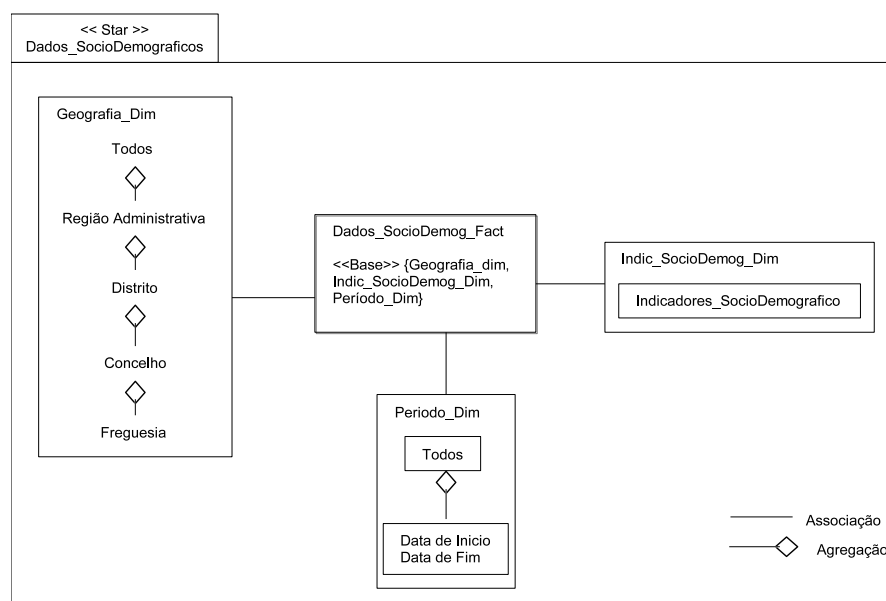 << Star >>
Dados_SocioDemograficos
Geografia_Dim
Todos
Região Administrativa
Distrito
Concelho
Freguesia
Dados_SocioDemog_Fact
<<Base>> {Geografia_dim,
Indic_SocioDemog_Dim,
Período_Dim}
Indic_SocioDemog_Dim
Indicadores_SocioDemografico
Periodo_Dim
Todos
Data de Inicio
Data de Fim
Associação
Agregação